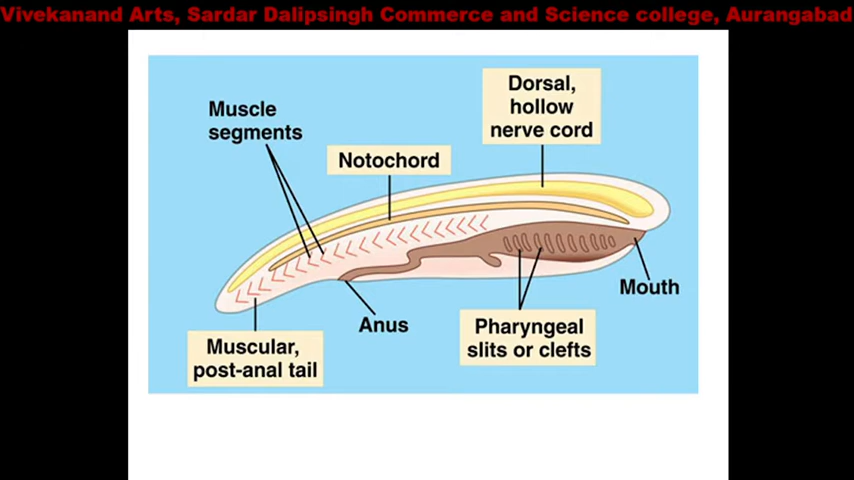 Vivekanand Arts, Sardar Dalipsingh Commerce and Science college, Aurangabad
Dorsal,
hollow
nerve cord
Muscle
segments
Notochord
Mouth
Anus
Pharyngeal
slits or clefts
Muscular,
post-anal tail